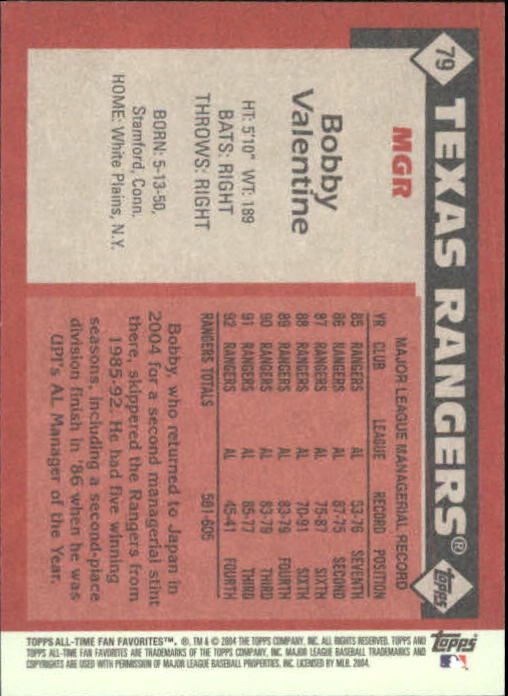 79
TEXAS RANGERS®
Topps
MGR
Bobby
Valentine
HT: 5'10" WT: 189
BATS: RIGHT
THROWS: RIGHT
BORN: 5-13-50,
Stamford, Conn.
HOME: White Plains, N.Y.
MAJOR LEAGUE MANAGERIAL RECORD
YR CLUB LEAGUE RECORD POSITION
85 RANGERS AL 53-76 SEVENTH
86 RANGERS AL 87-75 SECOND
87 RANGERS AL 75-87 SIXTH
88 RANGERS AL 70-91 SIXTH
89 RANGERS AL 83-79 FOURTH
90 RANGERS AL 83-79 THIRD
91 RANGERS AL 85-77 THIRD
92 RANGERS AL 45-41 FOURTH
RANGERS TOTALS 581-605
Bobby, who returned to Japan in
2004 for a second managerial stiht
there, skippered the Rangers from
1985-92. He had five winning
seasons, including a second-place
division finish in '86 when he was
UPI's AL Manager of the Year.
TOPPS ALL-TIME FAN FAVORITES™. ®, TM & © 2004 THE TOPPS COMPANY, INC. ALL RIGHTS RESERVED. TOPPS AND
TOPPS ALL-TIME FAN FAVORITES ARE TRADEMARKS OF THE TOPPS COMPANY, INC. MAJOR LEAGUE BASEBALL TRADEMARKS AND
COPYRIGHTS ARE USED WITH PERMISSION OF MAJOR LEAGUE BASEBALL PROPERTIES, INC. LICENSED BY MLB. 2004.
Topps